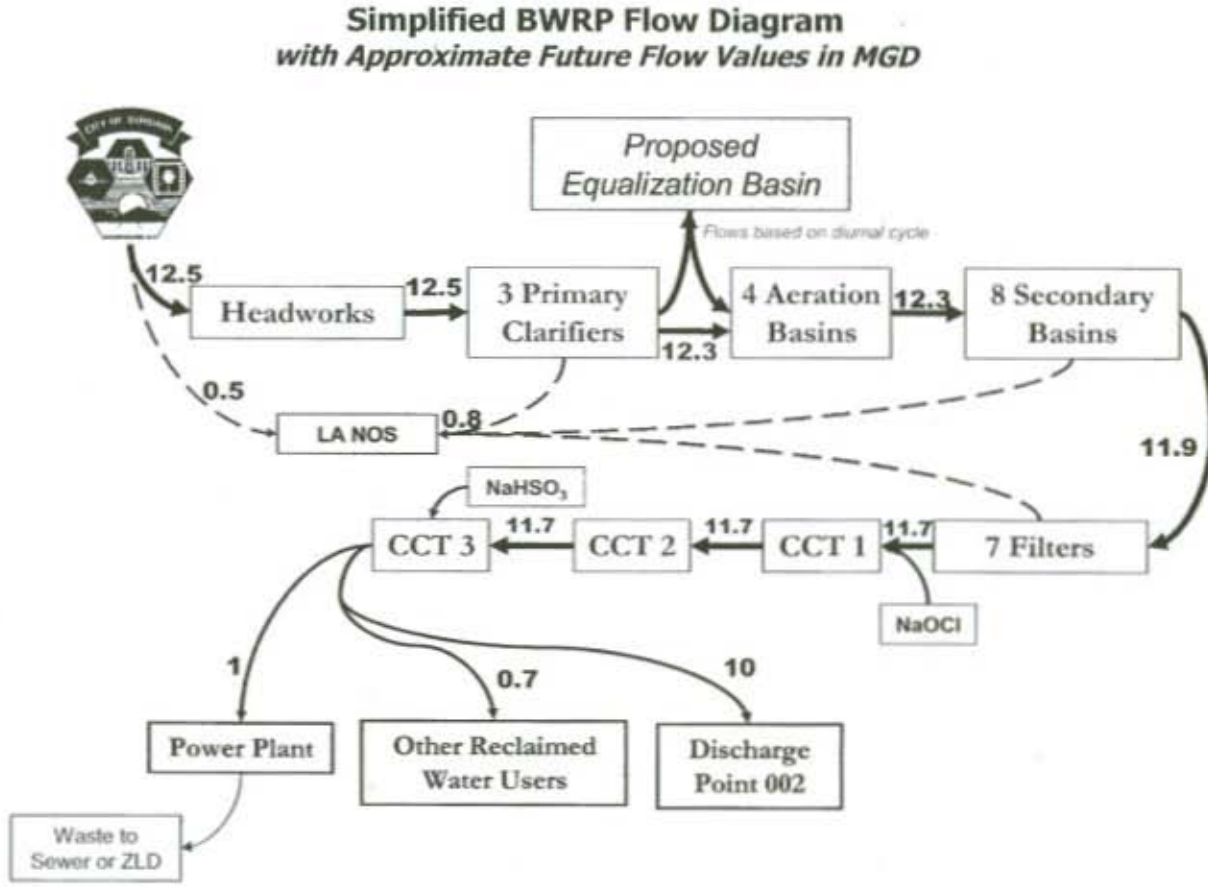 Simplified BWRP Flow Diagram
with Approximate Future Flow Values in MGD
CITY OF BURBANK
Proposed
Equalization Basin
Flows based on diurnal cycle
12.5
Headworks
12.5
3 Primary
Clarifiers
12.3
4 Aeration
Basins
12.3
8 Secondary
Basins
0.5
LA NOS
0.8
11.9
NaHSO₃
CCT 3
11.7
CCT 2
11.7
CCT 1
11.7
7 Filters
NaOCl
1
0.7
10
Power Plant
Other Reclaimed
Water Users
Discharge
Point 002
Waste to
Sewer or ZLD